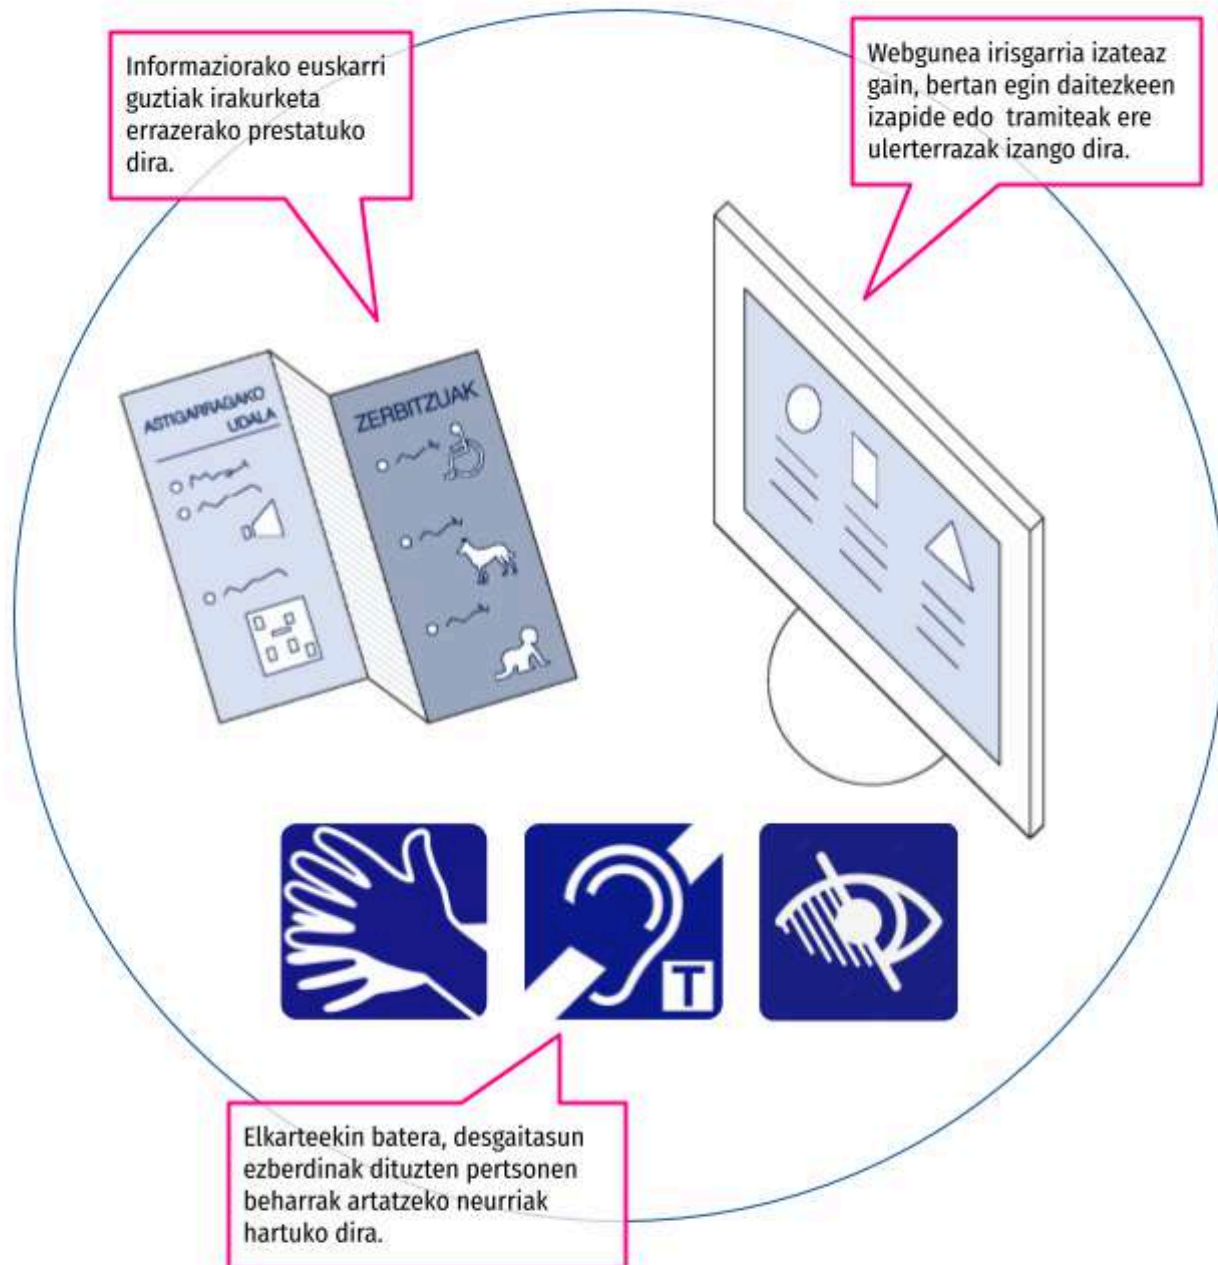 Informaziorako euskarri
guztiak irakurketa
errazerako prestatuko
dira.
Webgunea irisgarria izateaz
gain, bertan egin daitezkeen
izapide edo tramiteak ere
ulerterrazak izango dira.
ASTIGARRAGAKO
UDALA
ZERBITZUAK
T
Elkarteekin batera, desgaitasun
ezberdinak dituzten pertsonen
beharrak artatzeko neurriak
hartuko dira.